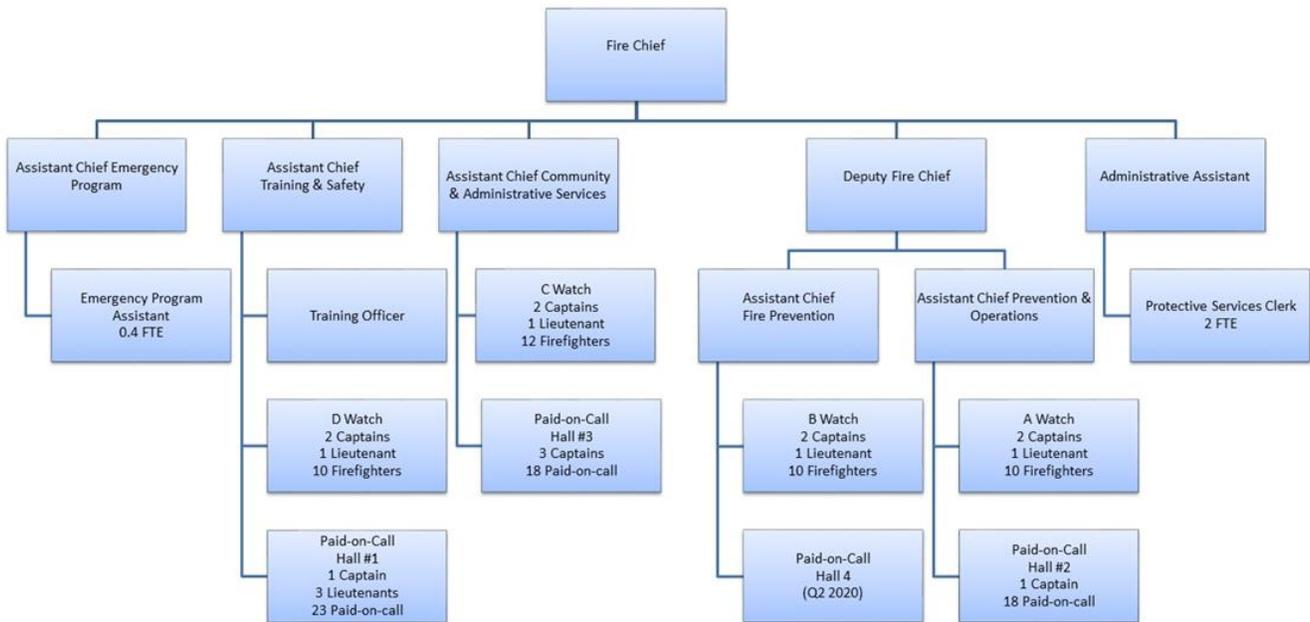 Fire Chief
Assistant Chief Emergency
Program
Assistant Chief
Training & Safety
Assistant Chief Community
& Administrative Services
Deputy Fire Chief
Administrative Assistant
Emergency Program
Assistant
0.4 FTE
Training Officer
C Watch
2 Captains
1 Lieutenant
12 Firefighters
Assistant Chief
Fire Prevention
Assistant Chief Prevention &
Operations
Protective Services Clerk
2 FTE
D Watch
2 Captains
1 Lieutenant
10 Firefighters
Paid-on-Call
Hall #3
3 Captains
18 Paid-on-call
B Watch
2 Captains
1 Lieutenant
10 Firefighters
A Watch
2 Captains
1 Lieutenant
10 Firefighters
Paid-on-Call
Hall #1
1 Captain
3 Lieutenants
23 Paid-on-call
Paid-on-Call
Hall 4
(Q2 2020)
Paid-on-Call
Hall #2
1 Captain
18 Paid-on-call